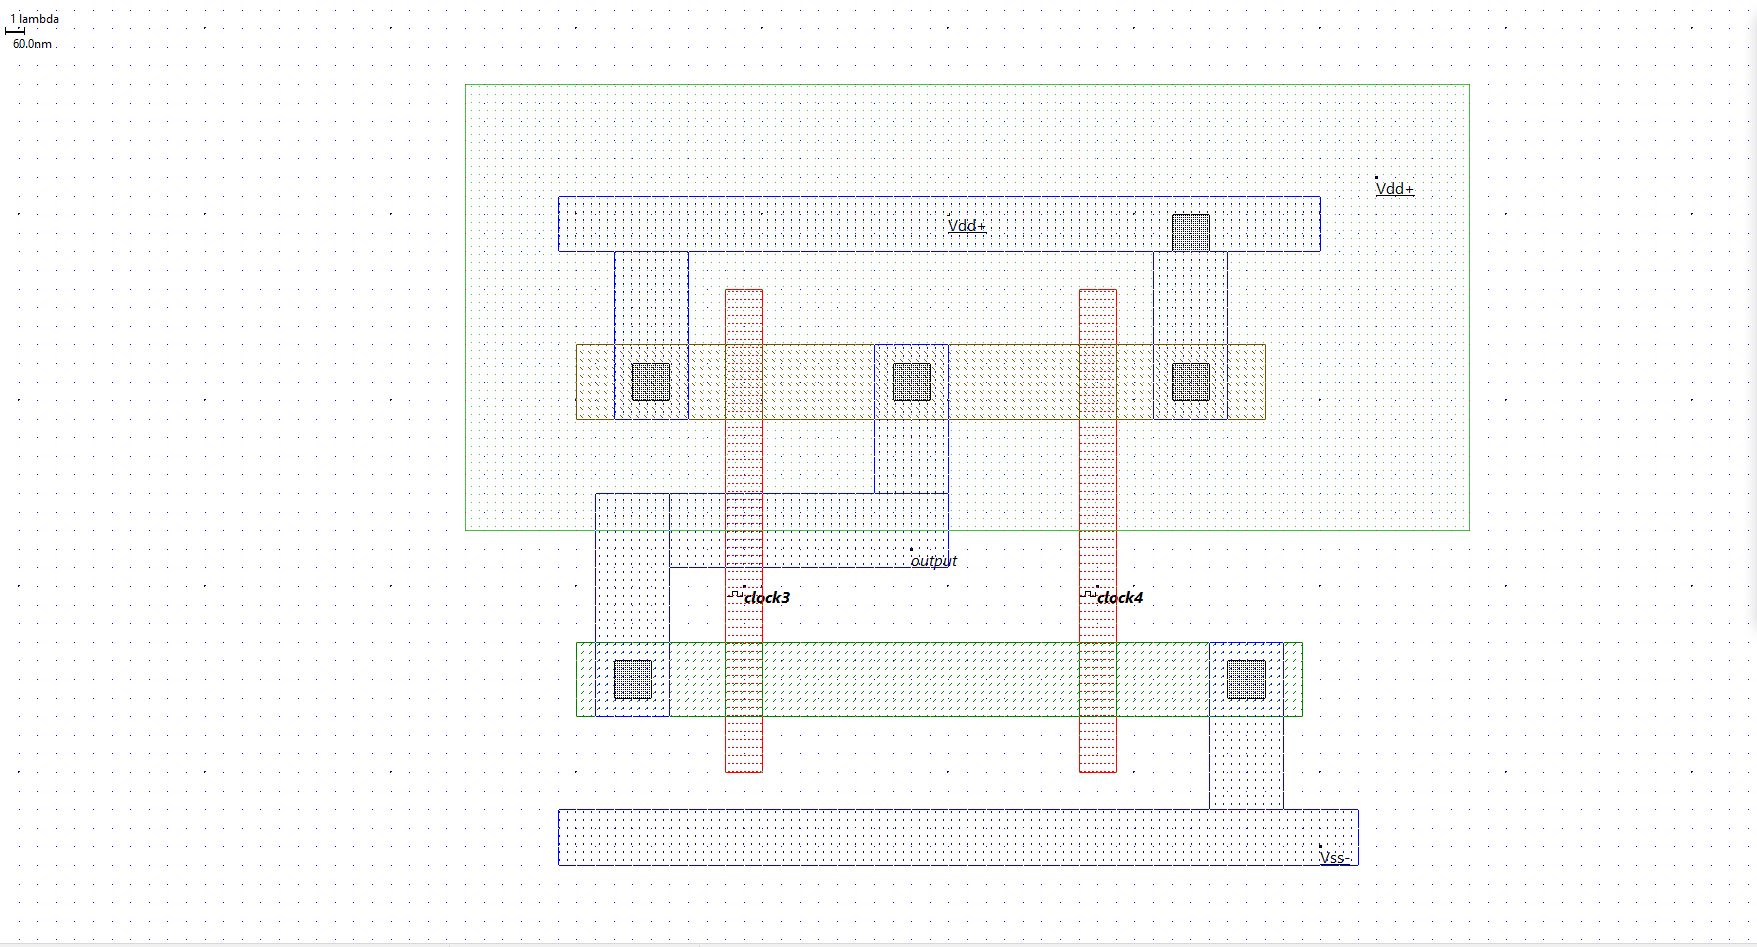 1 lambda
60.0nm
Vdd+
Vdd+
output
clock3
clock4
Vss-